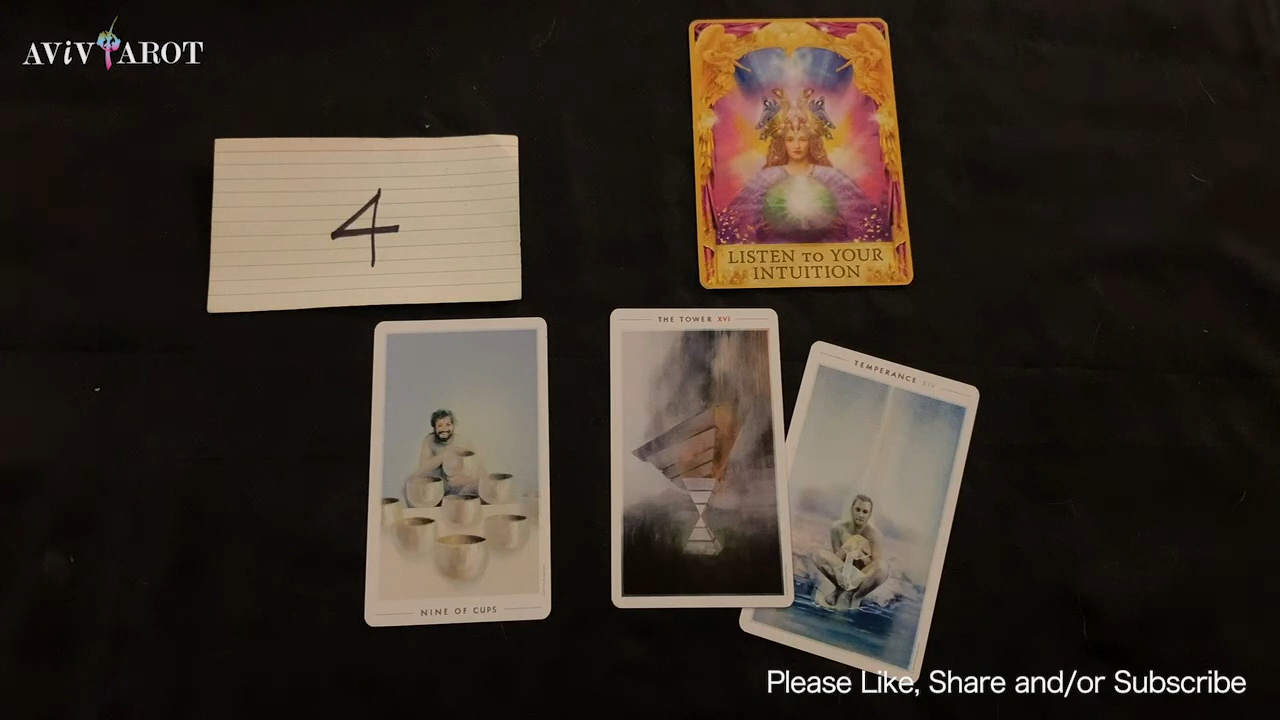 AViVTAROT
4
LISTEN TO YOUR
INTUITION
THE TOWER XVI
TEMPERANCE XIV
NINE OF CUPS
Please Like, Share and/or Subscribe